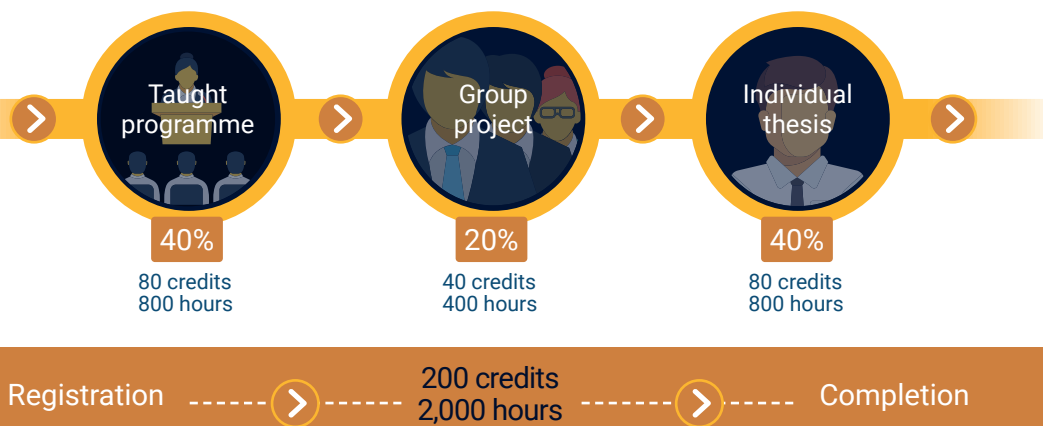 Taught
programme
40%
80 credits
800 hours
Group
project
20%
40 credits
400 hours
Individual
thesis
40%
80 credits
800 hours
Registration
200 credits
2,000 hours
Completion